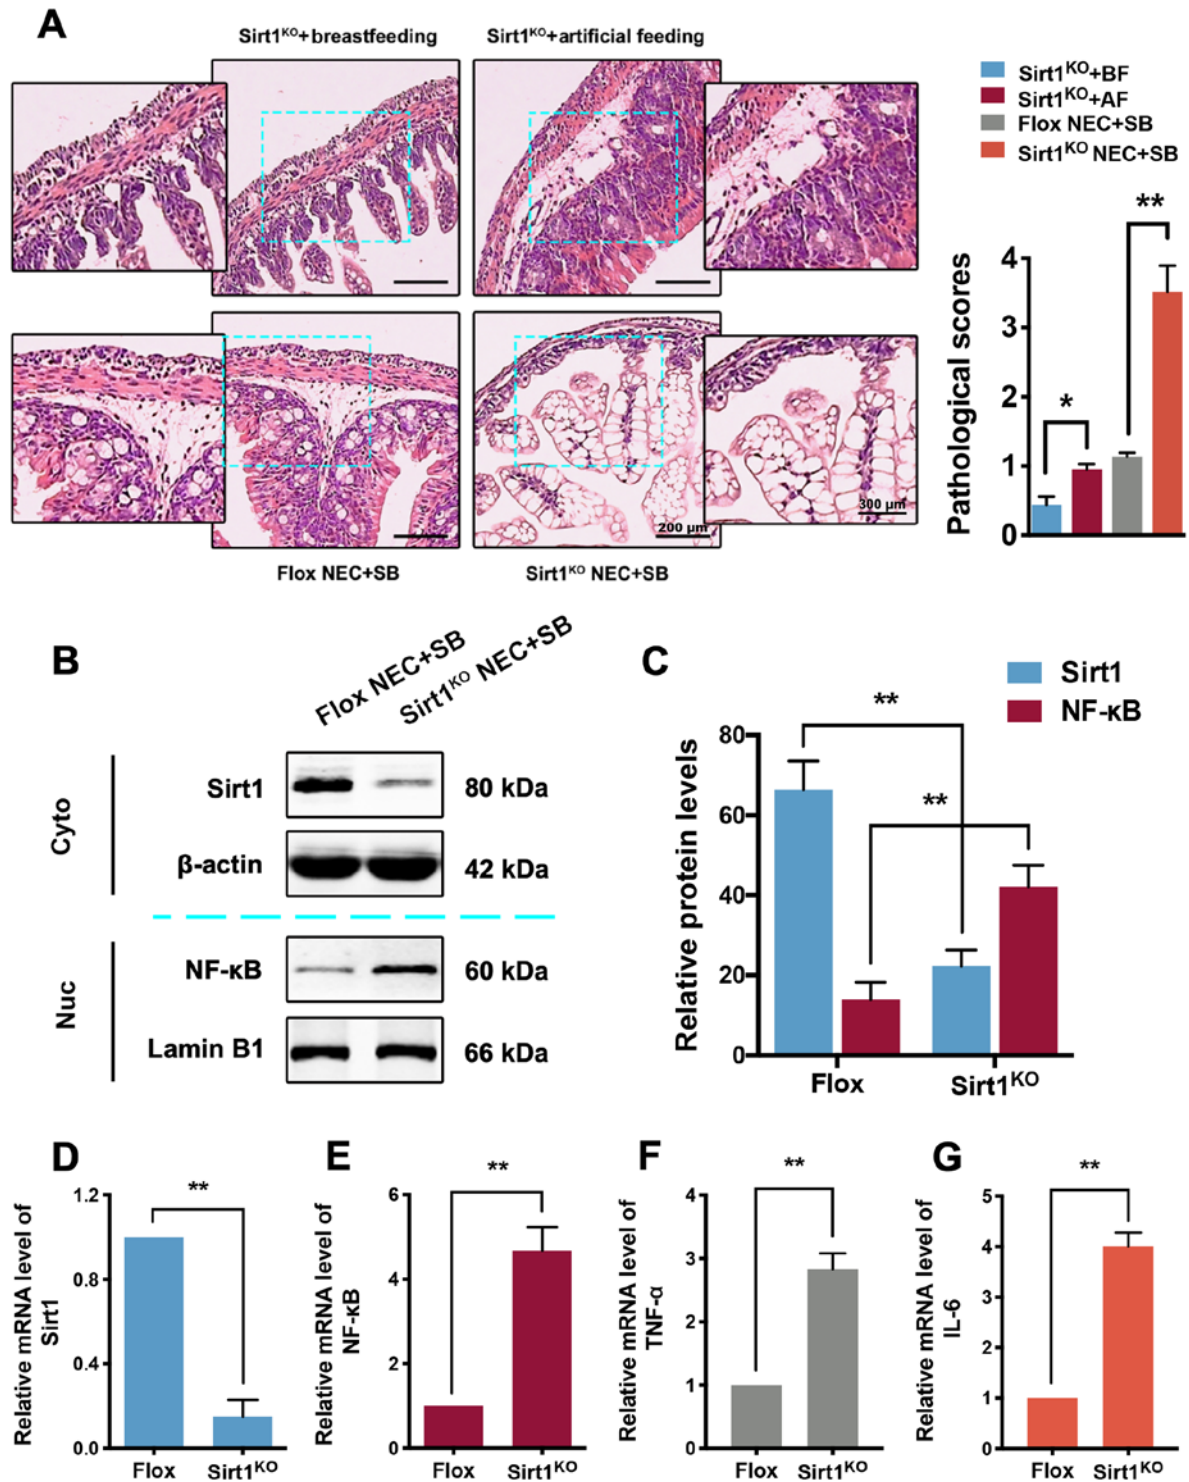 A
Sirt1KO+breastfeeding
Sirt1KO+artificial feeding
Sirt1KO+BF
Sirt1KO+AF
Flox NEC+SB
Sirt1KO NEC+SB
Pathological scores
4
3
2
1
0
*
**
200 μm
300 μm
Flox NEC+SB
Sirt1KO NEC+SB
B
Flox NEC+SB
Sirt1KO NEC+SB
Cyto
Sirt1
80 kDa
β-actin
42 kDa
Nuc
NF-κB
60 kDa
Lamin B1
66 kDa
C
Sirt1
NF-κB
Relative protein levels
80
60
40
20
0
**
**
Flox
Sirt1KO
D
Relative mRNA level of
Sirt1
1.2
0.8
0.4
0.0
**
Flox
Sirt1KO
E
Relative mRNA level of
NF-κB
6
4
2
0
**
Flox
Sirt1KO
F
Relative mRNA level of
TNF-α
4
3
2
1
0
**
Flox
Sirt1KO
G
Relative mRNA level of
IL-6
5
4
3
2
1
0
**
Flox
Sirt1KO